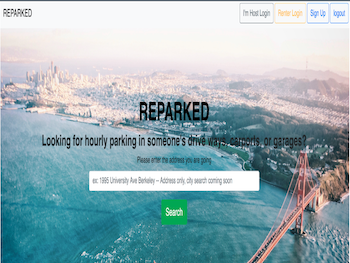 REPARKED
I'm Host Login
Renter Login
Sign Up
logout
REPARKED
Looking for hourly parking in someone's drive ways, carports, or garages?
Please enter the address you are going
ex: 1995 University Ave Berkeley -- Address only, city search coming soon
Search